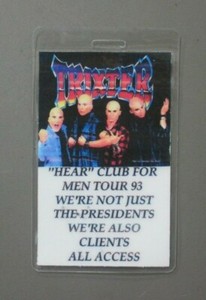 TRIXTER
"HEAR" CLUB FOR
MEN TOUR 93
WE'RE NOT JUST
THE PRESIDENTS
WE'RE ALSO
CLIENTS
ALL ACCESS